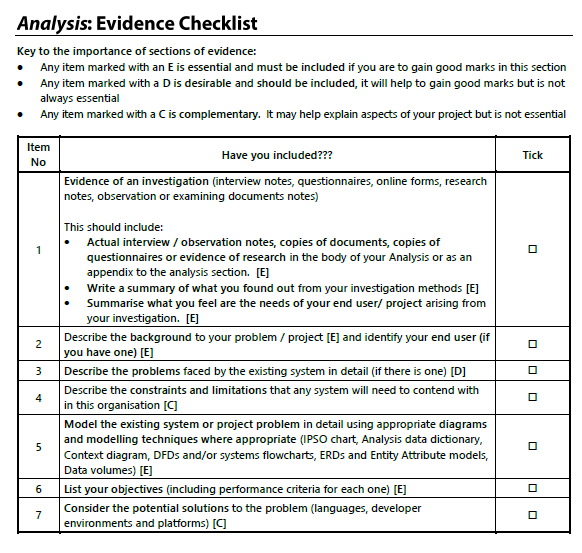 Analysis: Evidence Checklist
Key to the importance of sections of evidence:
• Any item marked with an E is essential and must be included if you are to gain good marks in this section
• Any item marked with a D is desirable and should be included, it will help to gain good marks but is not
always essential
• Any item marked with a C is complementary. It may help explain aspects of your project but is not essential
Item
No
Have you included???
Tick
Evidence of an investigation (interview notes, questionnaires, online forms, research
notes, observation or examining documents notes)
This should include:
1
• Actual interview / observation notes, copies of documents, copies of
questionnaires or evidence of research in the body of your Analysis or as an
appendix to the analysis section. [E]
• Write a summary of what you found out from your investigation methods [E]
• Summarise what you feel are the needs of your end user/ project arising from
your investigation. [E]
☐
2
Describe the background to your problem / project [E] and identify your end user (if
you have one) [E]
☐
3
Describe the problems faced by the existing system in detail (if there is one) [D]
☐
4
Describe the constraints and limitations that any system will need to contend with
in this organisation [C]
☐
5
Model the existing system or project problem in detail using appropriate diagrams
and modelling techniques where appropriate (IPSO chart, Analysis data dictionary,
Context diagram, DFDs and/or systems flowcharts, ERDs and Entity Attribute models,
Data volumes) [E]
☐
6
List your objectives (including performance criteria for each one) [E]
☐
7
Consider the potential solutions to the problem (languages, developer
environments and platforms) [C]
☐